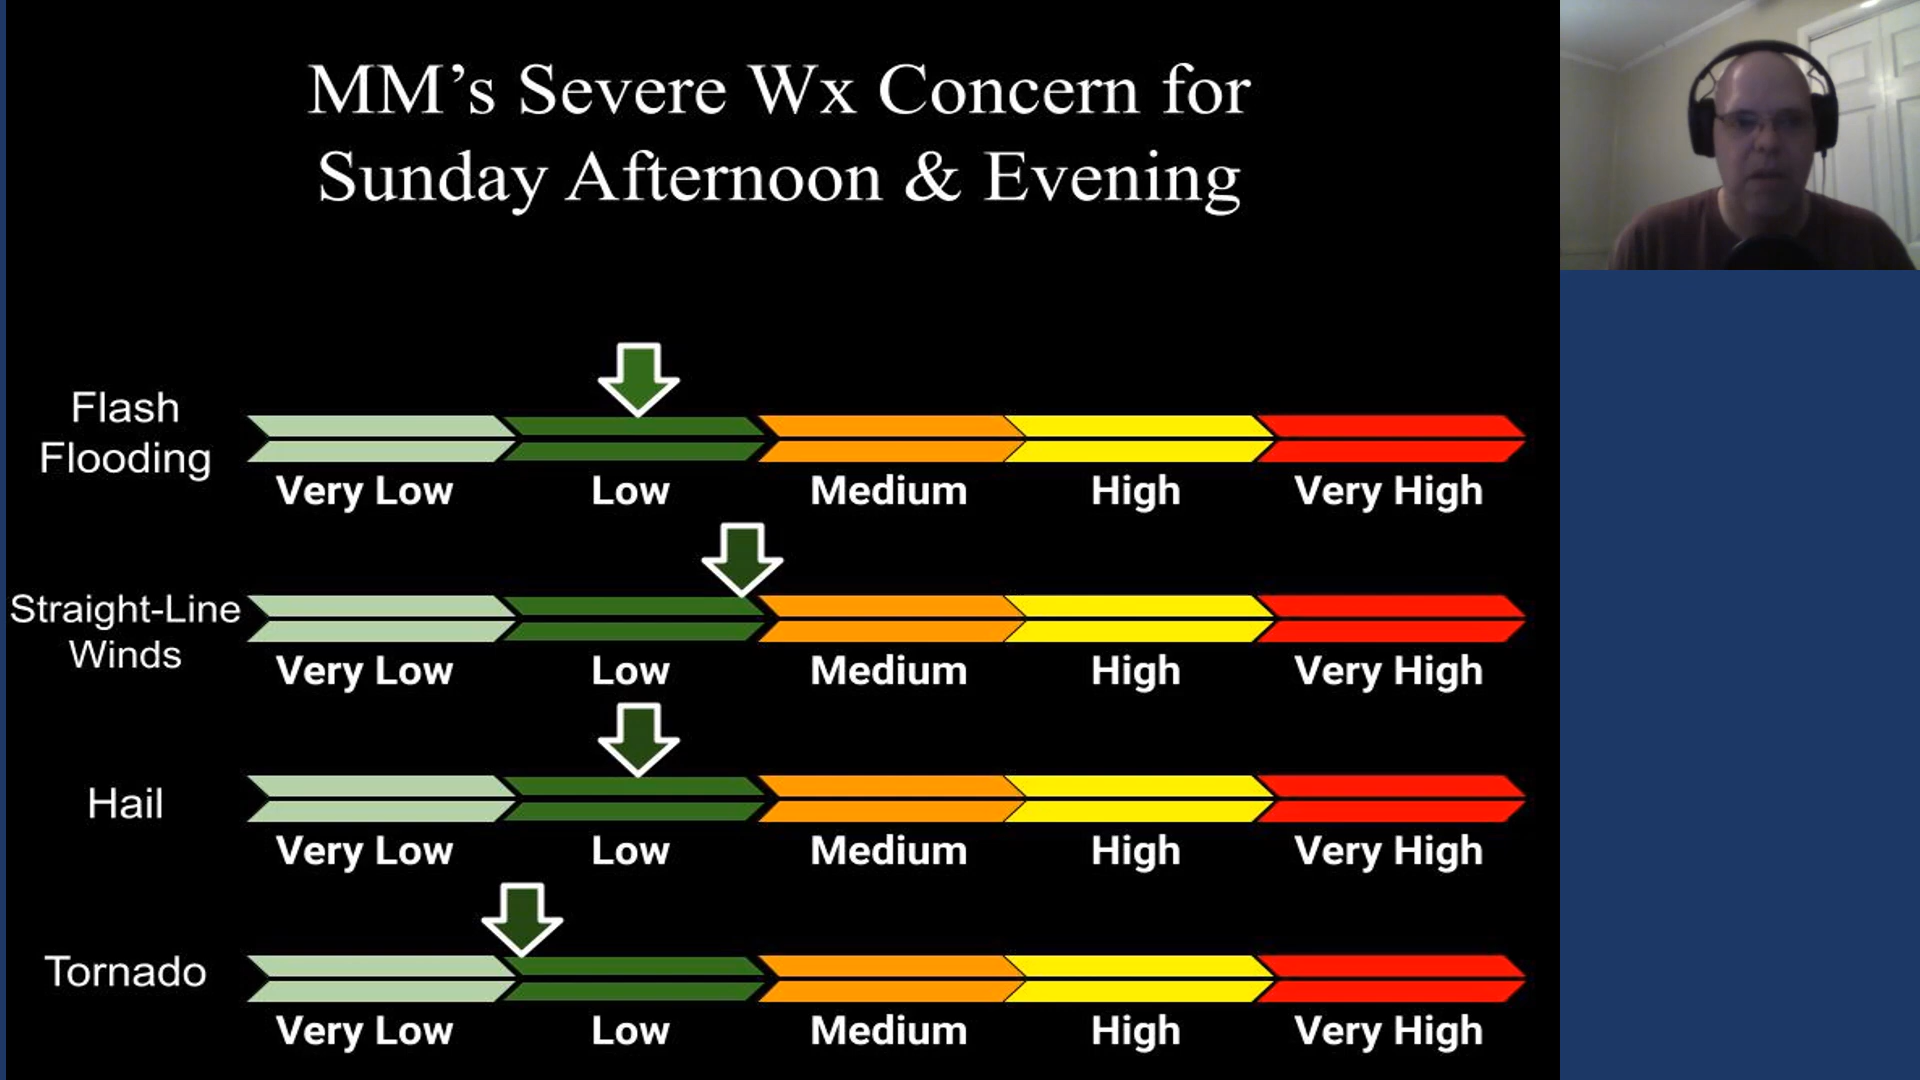 MM’s Severe Wx Concern for
Sunday Afternoon & Evening
Flash
Flooding
Very Low Low Medium High Very High
Straight-Line
Winds
Very Low Low Medium High Very High
Hail
Very Low Low Medium High Very High
Tornado
Very Low Low Medium High Very High